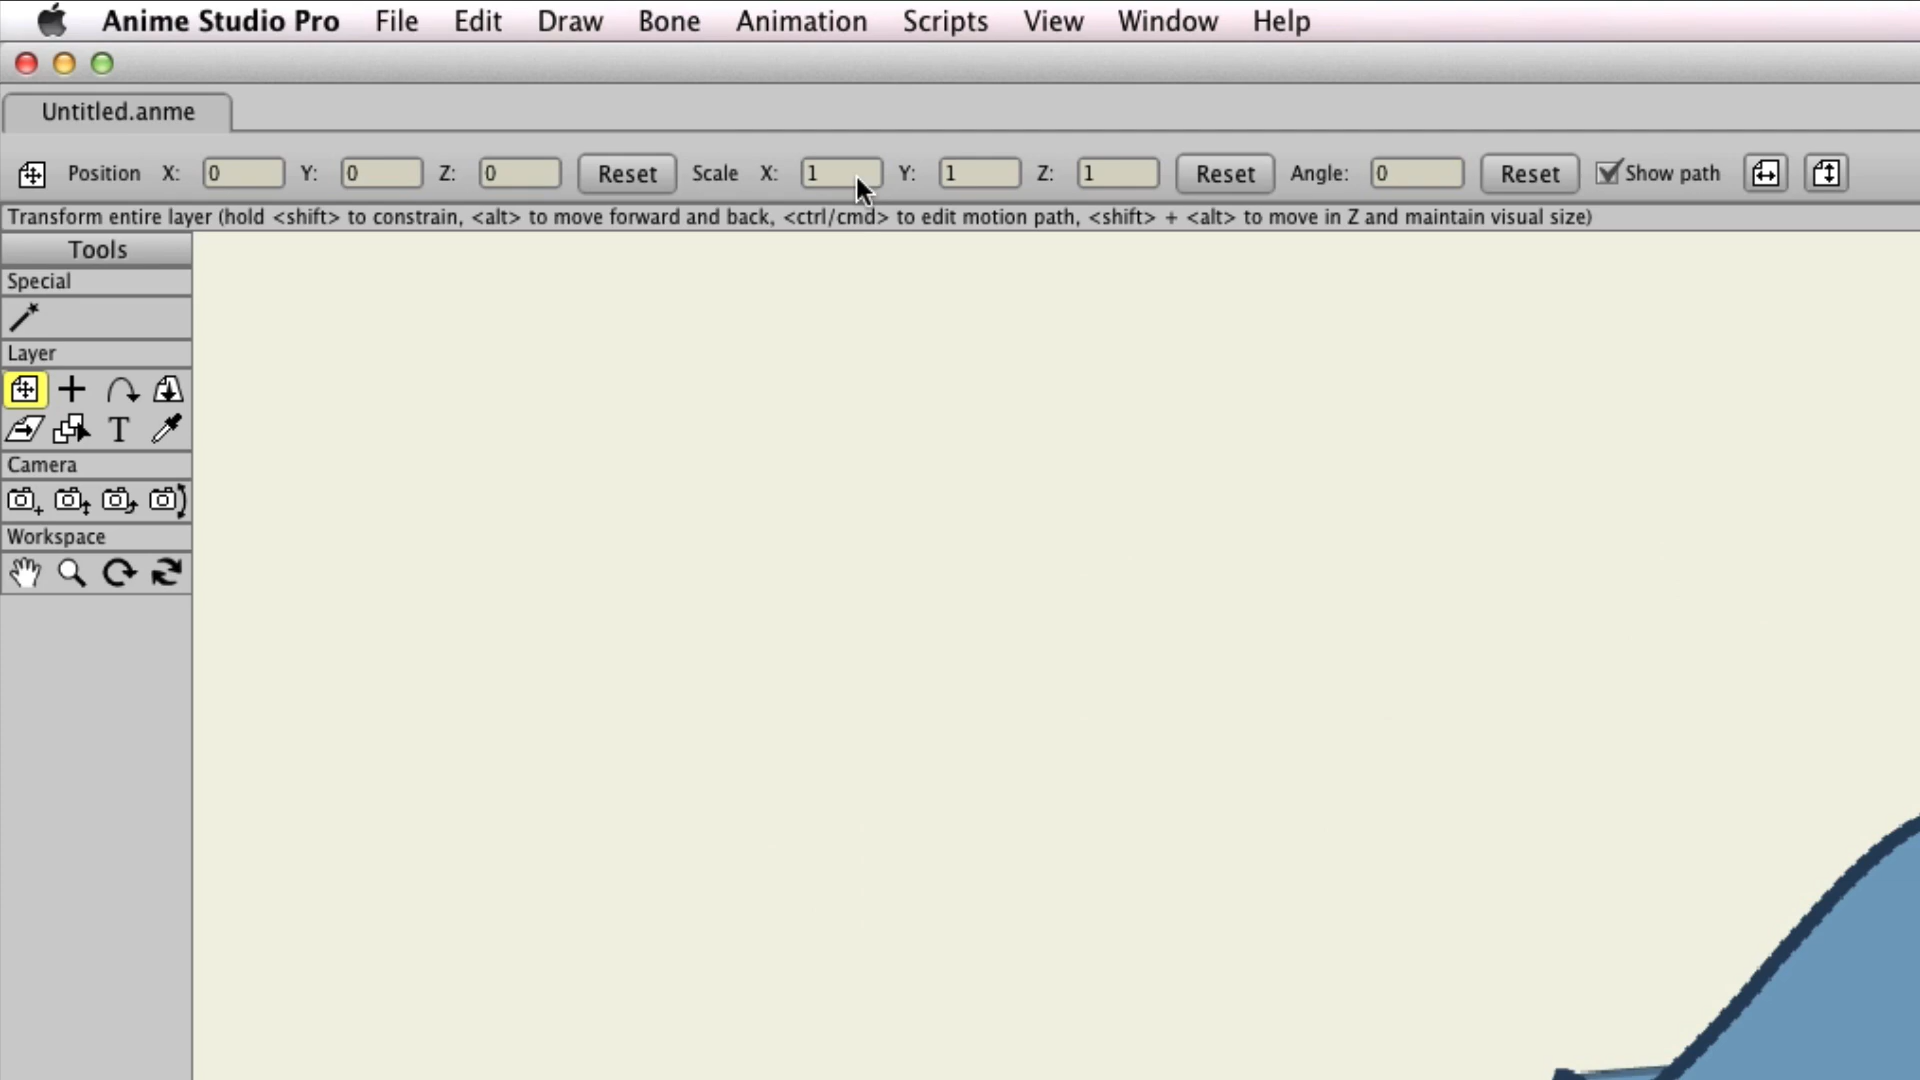 Anime Studio Pro File Edit Draw Bone Animation Scripts View Window Help
Untitled.anme
Position X: 0 Y: 0 Z: 0 Reset Scale X: 1 Y: 1 Z: 1 Reset Angle: 0 Reset Show path
Transform entire layer (hold <shift> to constrain, <alt> to move forward and back, <ctrl/cmd> to edit motion path, <shift> + <alt> to move in Z and maintain visual size)
Tools
Special
Layer
T
Camera
Workspace